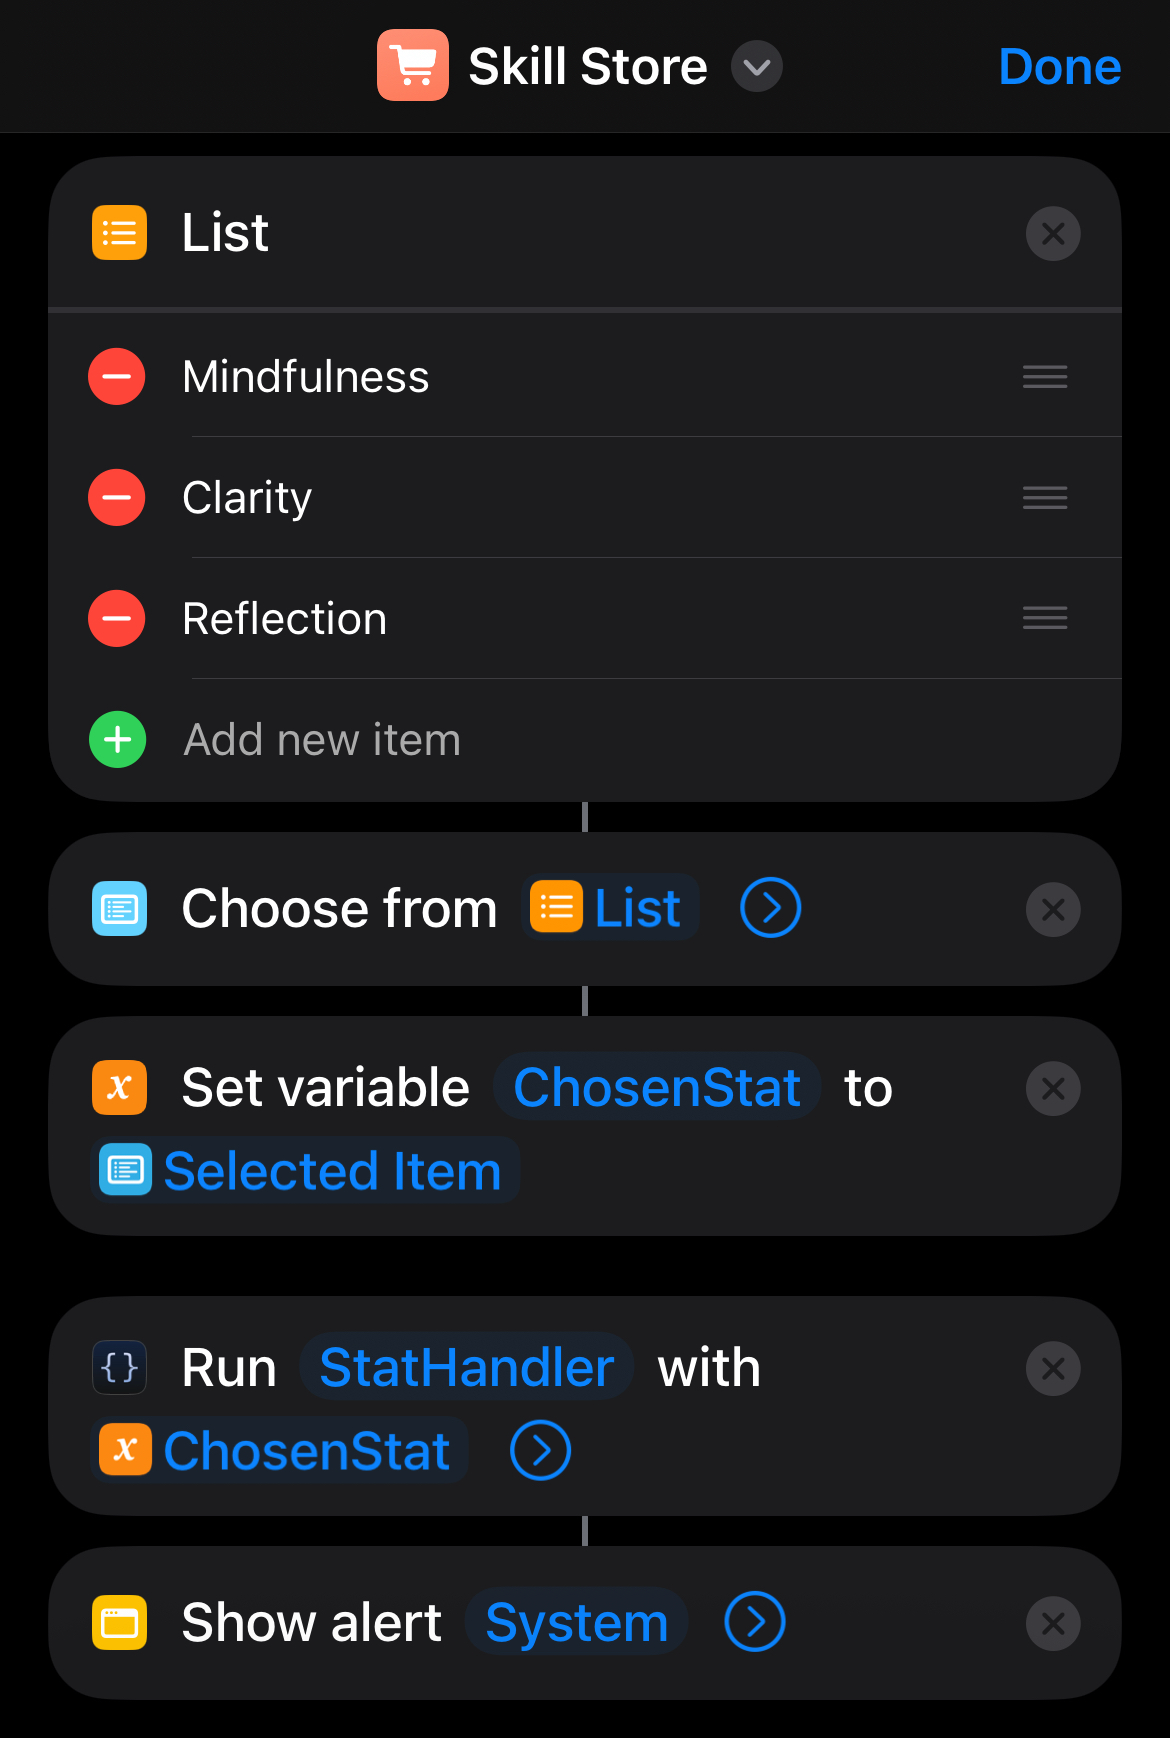 Skill Store
Done
List
Mindfulness
Clarity
Reflection
Add new item
Choose from List
Set variable ChosenStat to
Selected Item
{} Run StatHandler with
x ChosenStat
Show alert System